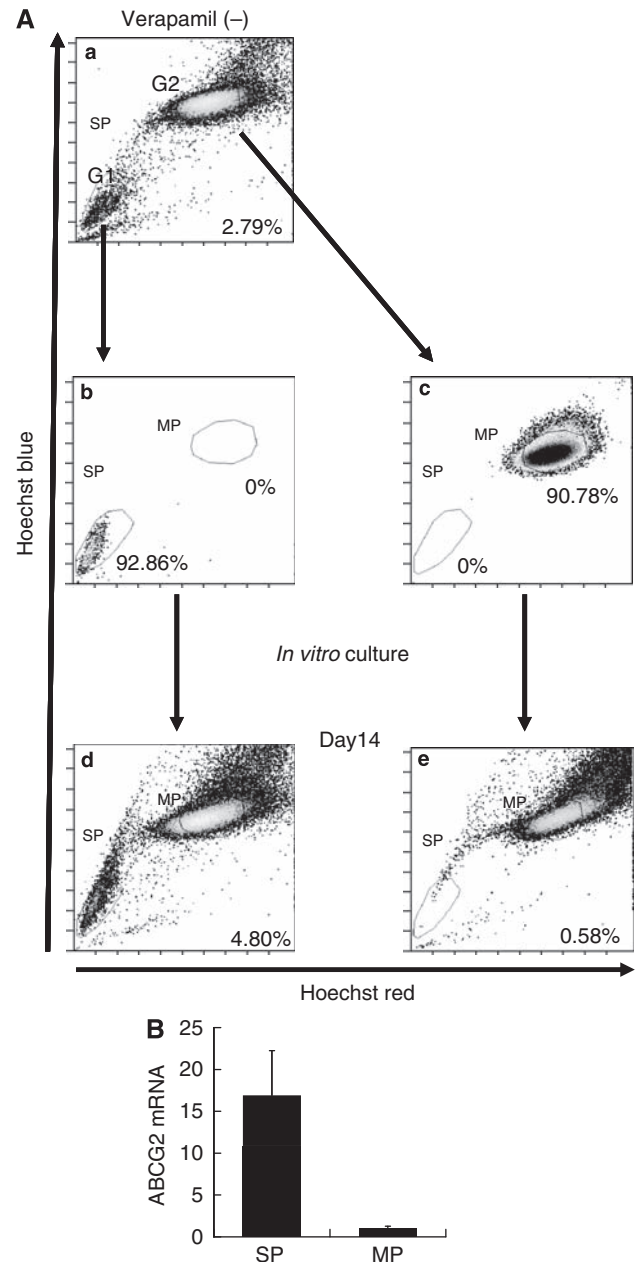 A
Verapamil (–)
a
G2
SP
G1
2.79%
b
MP
SP
0%
92.86%
c
MP
SP
90.78%
0%
Hoechst blue
In vitro culture
Day14
d
MP
SP
4.80%
e
MP
SP
0.58%
Hoechst red
B
ABCG2 mRNA
25
20
15
10
5
0
SP
MP